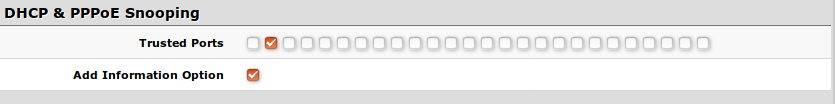 DHCP & PPPoE Snooping
Trusted Ports
Add Information Option